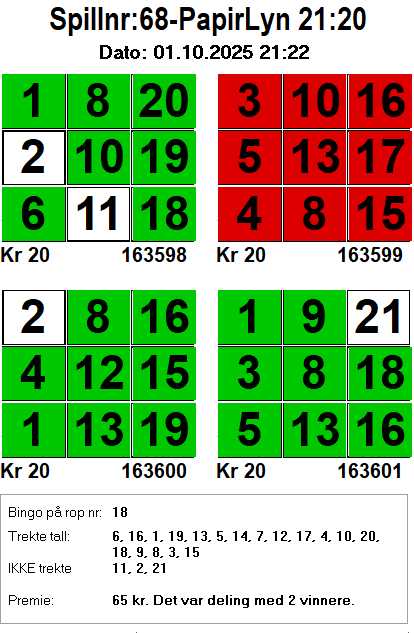 Spillnr:68-PapirLyn 21:20
Dato: 01.10.2025 21:22
1 8 20 3 10 16
2 10 19 5 13 17
6 11 18 4 8 15
Kr 20 163598 Kr 20 163599
2 8 16 1 9 21
4 12 15 3 8 18
1 13 19 5 13 16
Kr 20 163600 Kr 20 163601
Bingo på rop nr: 18
Trekte tall: 6, 16, 1, 19, 13, 5, 14, 7, 12, 17, 4, 10, 20,
18, 9, 8, 3, 15
IKKE trekte 11, 2, 21
Premie: 65 kr. Det var deling med 2 vinnere.